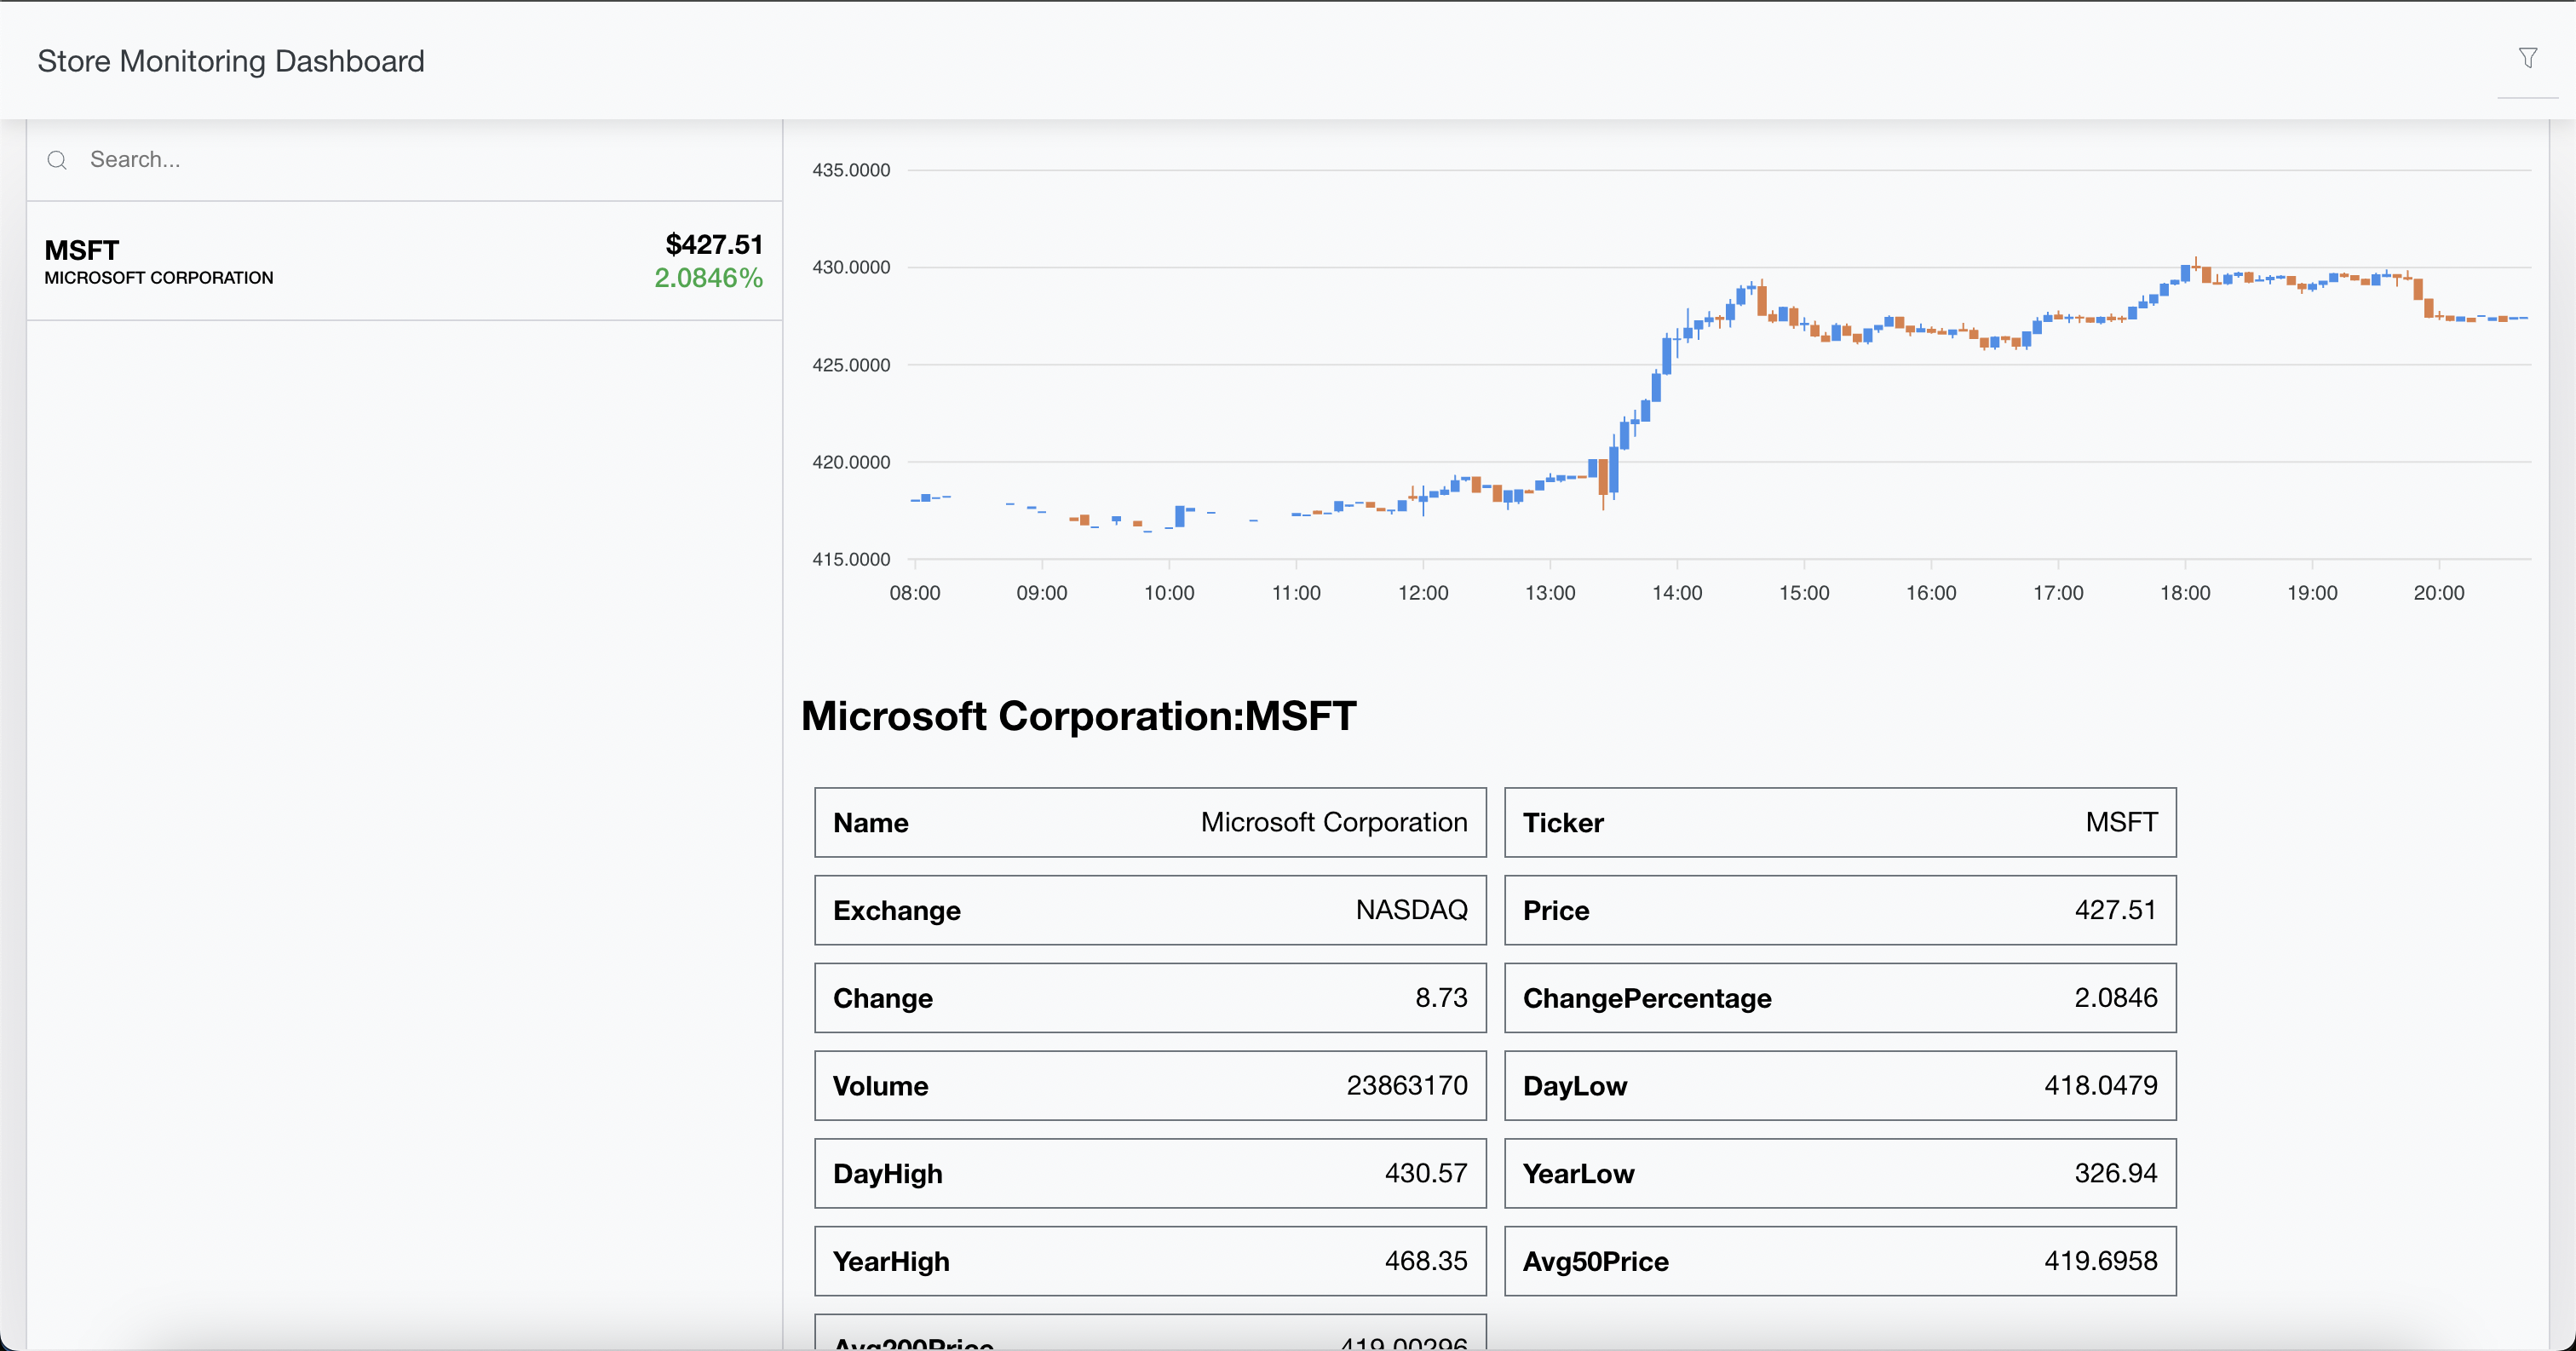 Store Monitoring Dashboard
Search...
MSFT
$427.51
MICROSOFT CORPORATION
2.0846%
435.0000
430.0000
425.0000
420.0000
415.0000
08:00 09:00 10:00 11:00 12:00 13:00 14:00 15:00 16:00 17:00 18:00 19:00 20:00
Microsoft Corporation:MSFT
Name Microsoft Corporation
Ticker MSFT
Exchange NASDAQ
Price 427.51
Change 8.73
ChangePercentage 2.0846
Volume 23863170
DayLow 418.0479
DayHigh 430.57
YearLow 326.94
YearHigh 468.35
Avg50Price 419.6958
Avg200Price 419.00296